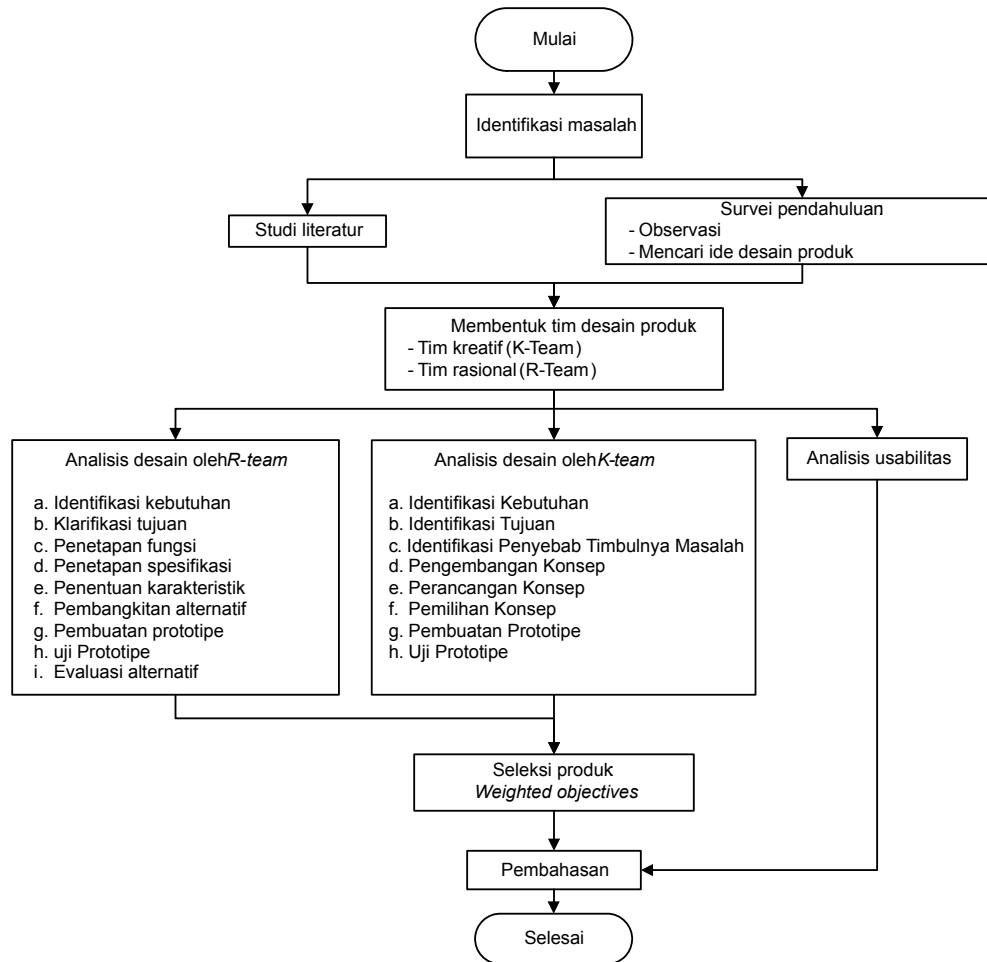 Mulai
Identifikasi masalah
Studi literatur
Survei pendahuluan
- Observasi
- Mencari ide desain produk
Membentuk tim desain produk
- Tim kreatif (K-Team)
- Tim rasional (R-Team)
Analisis desain oleh R-team
a. Identifikasi kebutuhan
b. Klarifikasi tujuan
c. Penetapan fungsi
d. Penetapan spesifikasi
e. Penentuan karakteristik
f. Pembangkitan alternatif
g. Pembuatan prototipe
h. uji Prototipe
i. Evaluasi alternatif
Analisis desain oleh K-team
a. Identifikasi Kebutuhan
b. Identifikasi Tujuan
c. Identifikasi Penyebab Timbulnya Masalah
d. Pengembangan Konsep
e. Perancangan Konsep
f. Pemilihan Konsep
g. Pembuatan Prototipe
h. Uji Prototipe
Analisis usabilitas
Seleksi produk
Weighted objectives
Pembahasan
Selesai